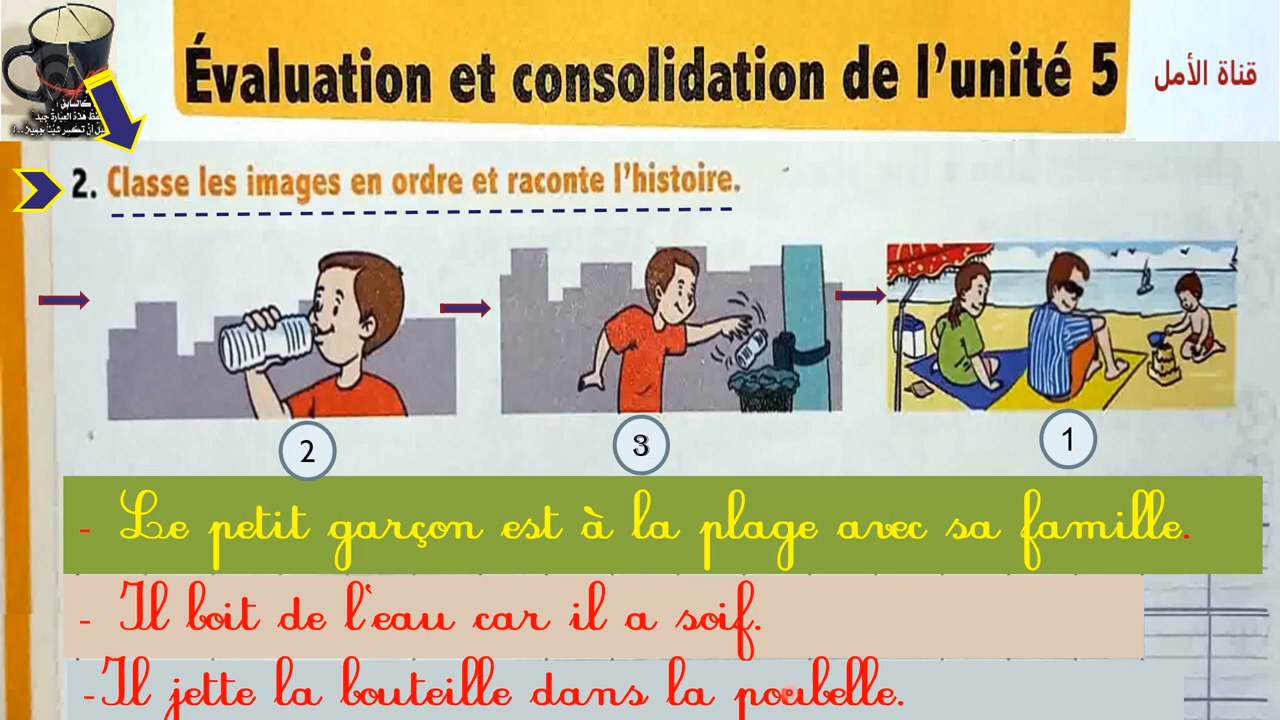 Évaluation et consolidation de l'unité 5
قناة الأمل
2. Classe les images en ordre et raconte l'histoire.
2
3
1
- Le petit garçon est à la plage avec sa famille.
- Il boit de l'eau car il a soif.
-Il jette la bouteille dans la poubelle.